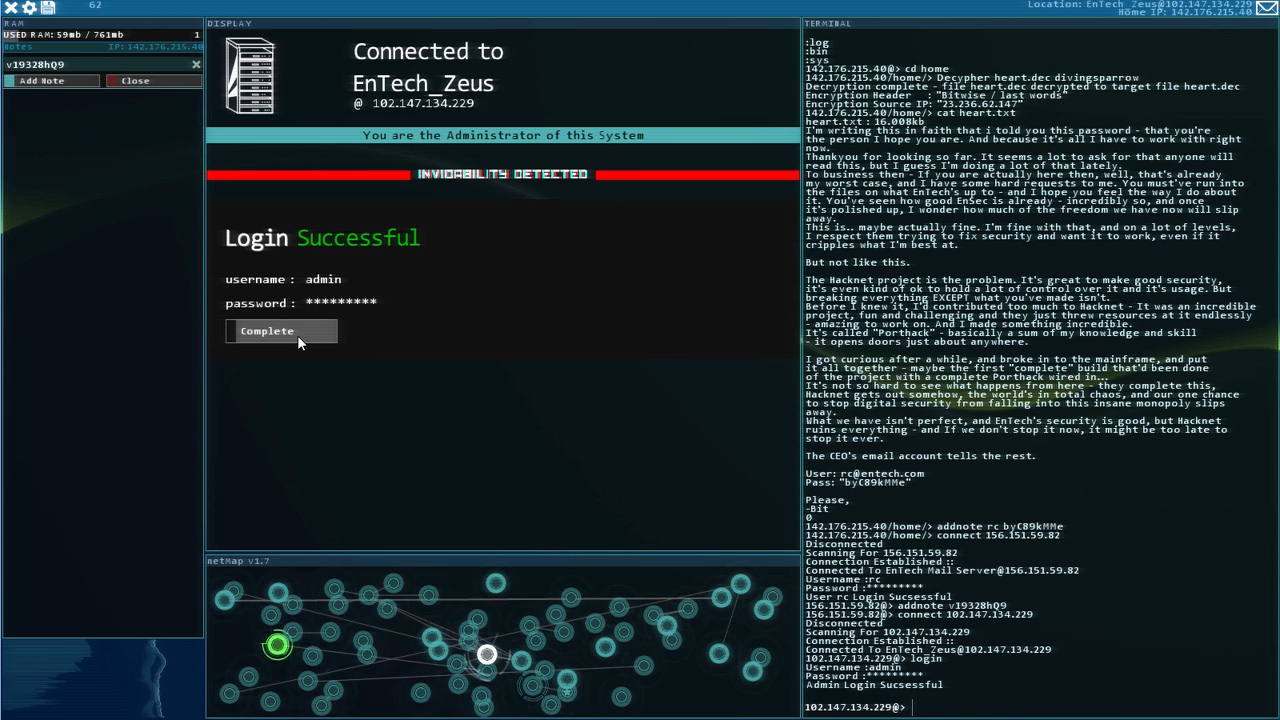 62
Location: EnTech_Zeus@102.147.134.229
Home IP: 142.176.215.40
RAM
USED RAM: 59mb / 761mb 1
Notes IP: 142.176.215.40
v19328hQ9
Add Note Close
DISPLAY
Connected to
EnTech_Zeus
@ 102.147.134.229
You are the Administrator of this System
INVIOABILITY DETECTED
Login Successful
username : admin
password : *********
Complete
netMap v1.7
TERMINAL
:log
:bin
:sys
142.176.215.40@> cd home
142.176.215.40/home/> Decypher heart.dec divingsparrow
Decryption complete - file heart.dec decrypted to target file heart.dec
Encryption Header : "Bitwise / last words"
Encryption Source IP: "23.236.62.147"
142.176.215.40/home/> cat heart.txt
heart.txt : 16.008kb
I'm writing this in faith that i told you this password - that you're
the person I hope you are. And because it's all I have to work with right
now.
Thankyou for looking so far. It seems a lot to ask for that anyone will
read this, but I guess I'm doing a lot of that lately.
To business then - If you are actually here then, well, that's already
my worst case, and I have some hard requests to me. You must've run into
the files on what EnTech's up to - and I hope you feel the way I do about
it. You've seen how good EnSec is already - incredibly so, and once
it's polished up, I wonder how much of the freedom we have now will slip
away.
This is.. maybe actually fine. I'm fine with that, and on a lot of levels,
I respect them trying to fix security and want it to work, even if it
cripples what I'm best at.
But not like this.
The Hacknet project is the problem. It's great to make good security,
it's even kind of ok to hold a lot of control over it and it's usage. But
breaking everything EXCEPT what you've made isn't.
Before I knew it, I'd contributed too much to Hacknet - It was an incredible
project, fun and challenging and they just threw resources at it endlessly
- amazing to work on. And I made something incredible.
It's called "Porthack" - basically a sum of my knowledge and skill
- it opens doors just about anywhere.
I got curious after a while, and broke in to the mainframe, and put
it all together - maybe the first "complete" build that'd been done
of the project with a complete Porthack wired in...
It's not so hard to see what happens from here - they complete this,
Hacknet gets out somehow, the world's in total chaos, and our one chance
to stop digital security from falling into this insane monopoly slips
away.
What we have isn't perfect, and EnTech's security is good, but Hacknet
ruins everything - and If we don't stop it now, it might be too late to
stop it ever.
The CEO's email account tells the rest.
User: rc@entech.com
Pass: "byC89kMMe"
Please,
-Bit
0
142.176.215.40/home/> addnote rc byC89kMMe
142.176.215.40/home/> connect 156.151.59.82
Disconnected
Scanning For 156.151.59.82
Connection Established ::
Connected To EnTech Mail Server@156.151.59.82
Username :rc
Password :*********
User rc Login Sucsessful
156.151.59.82@> addnote v19328hQ9
156.151.59.82@> connect 102.147.134.229
Disconnected
Scanning For 102.147.134.229
Connection Established ::
Connected To EnTech_Zeus@102.147.134.229
102.147.134.229@> login
Username :admin
Password :*********
Admin Login Sucsessful
102.147.134.229@>